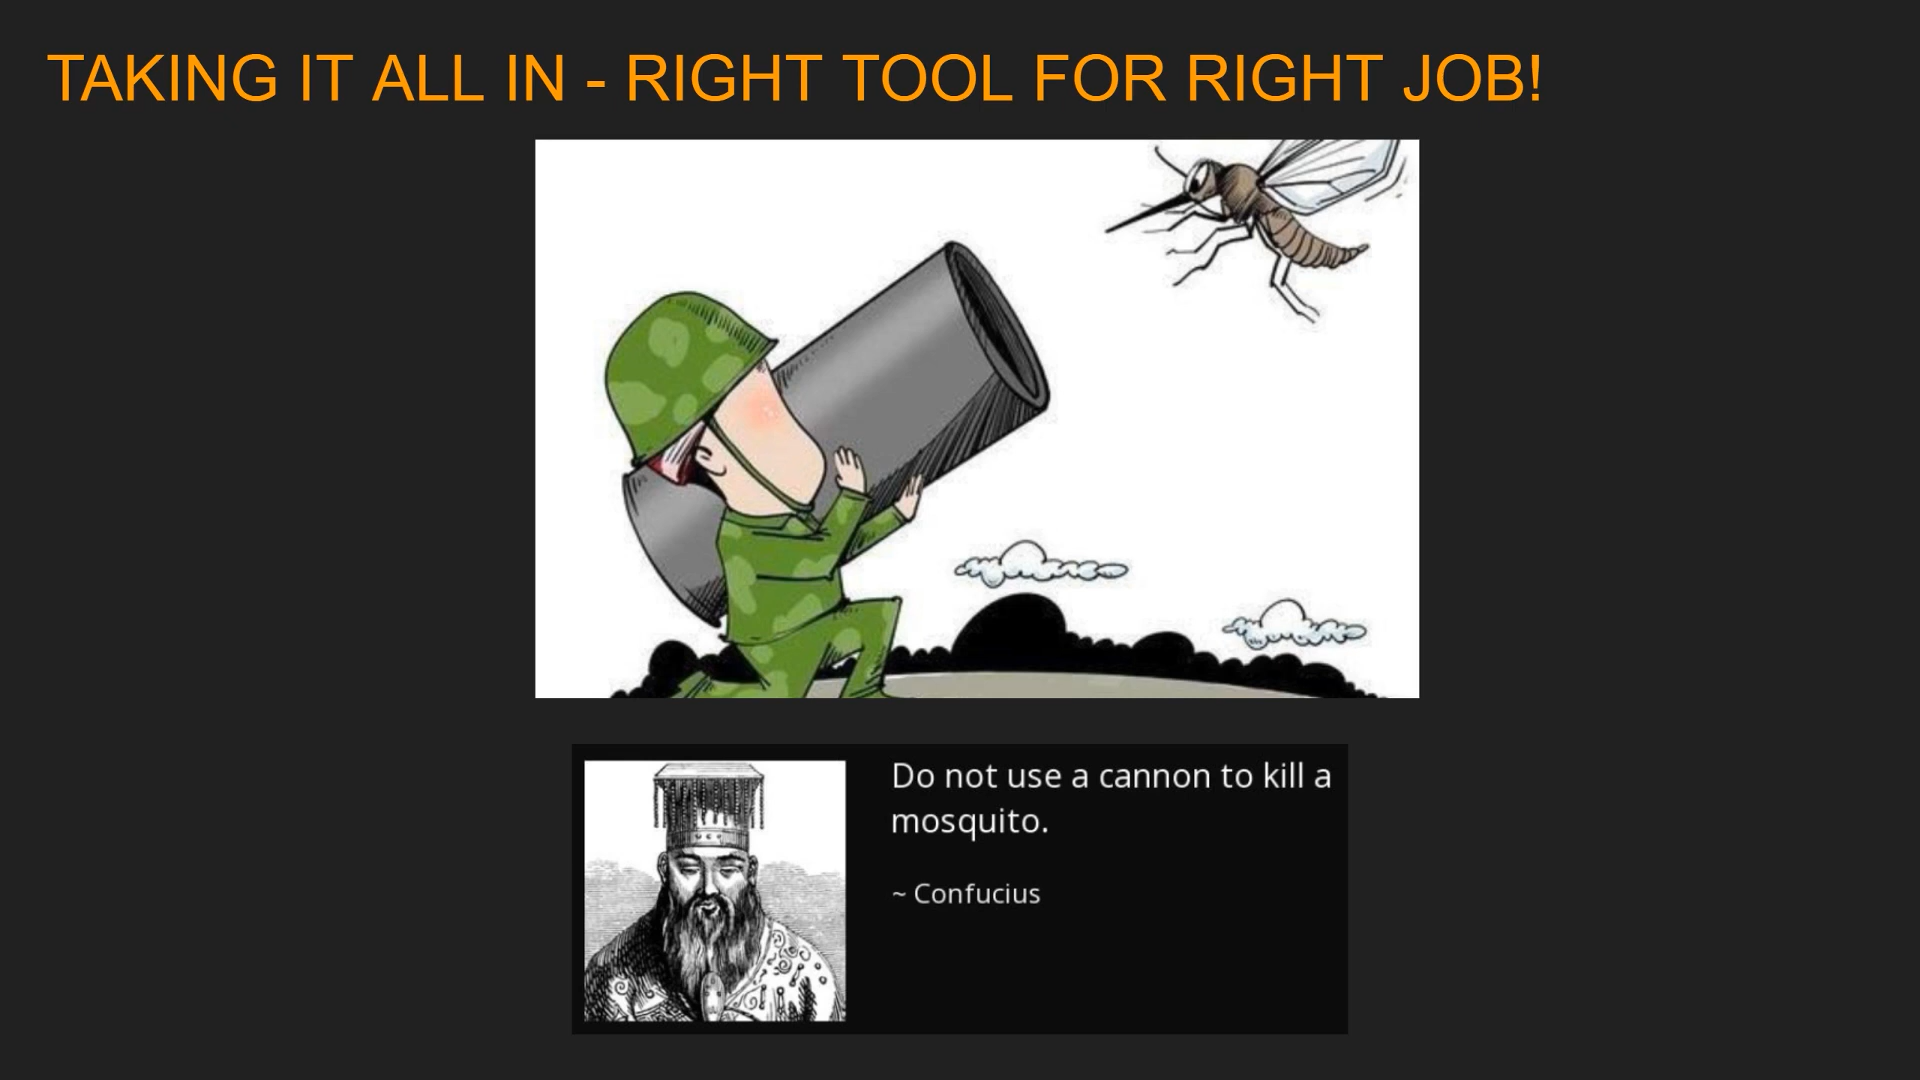 TAKING IT ALL IN - RIGHT TOOL FOR RIGHT JOB!
Do not use a cannon to kill a
mosquito.
~ Confucius